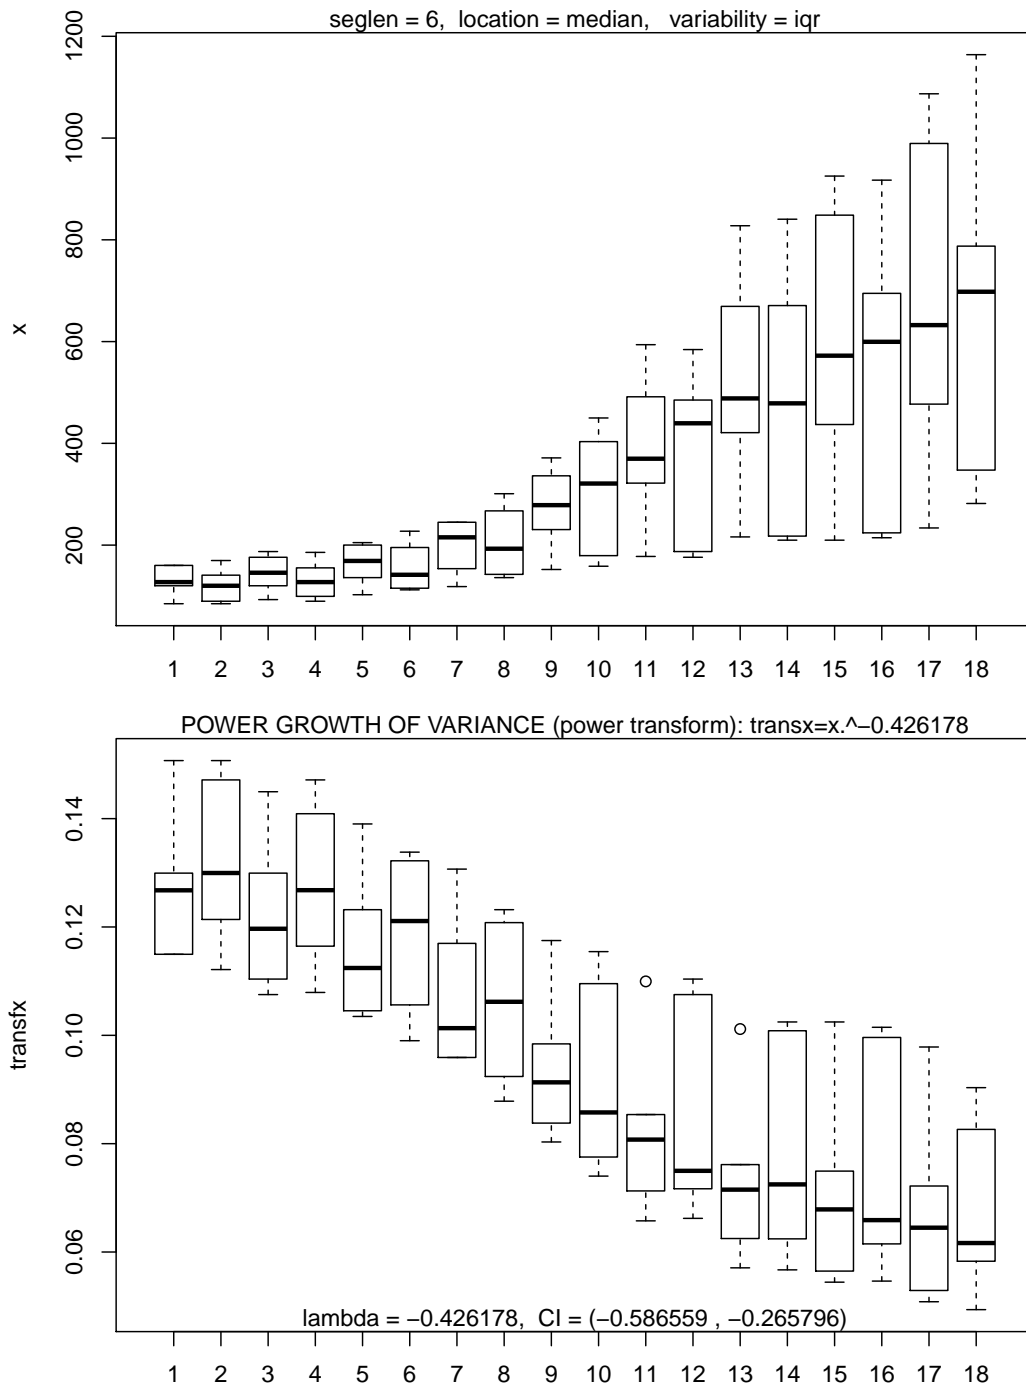 seglen = 6, location = median, variability = iqr
1200
1000
800
600
400
200
x
1 2 3 4 5 6 7 8 9 10 11 12 13 14 15 16 17 18
POWER GROWTH OF VARIANCE (power transform): transx=x.^−0.426178
0.14
0.12
0.10
0.08
0.06
transfx
lambda = −0.426178, CI = (−0.586559 , −0.265796)
1 2 3 4 5 6 7 8 9 10 11 12 13 14 15 16 17 18